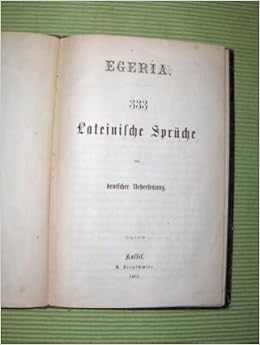 EGERIA.
333
Lateinische Sprüche
deutscher Uebersetzung.
Kassel.